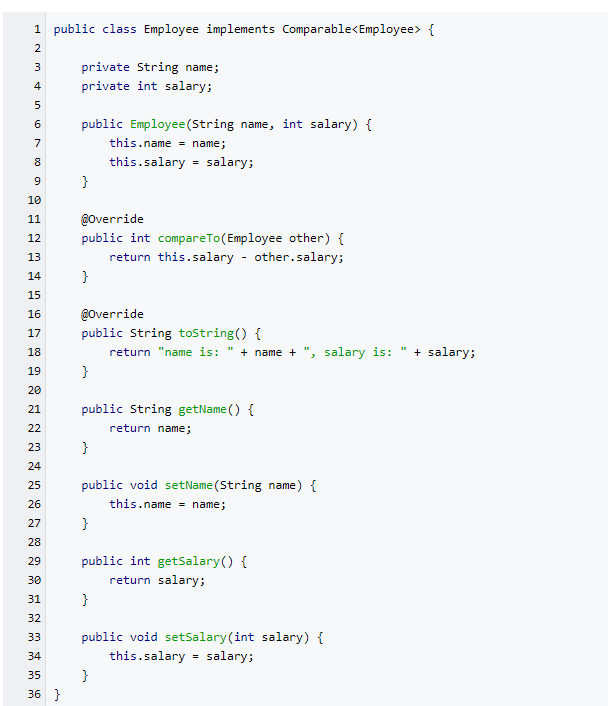 1 public class Employee implements Comparable<Employee> {
2
3     private String name;
4     private int salary;
5
6     public Employee(String name, int salary) {
7         this.name = name;
8         this.salary = salary;
9     }
10
11     @Override
12     public int compareTo(Employee other) {
13         return this.salary - other.salary;
14     }
15
16     @Override
17     public String toString() {
18         return "name is: " + name + ", salary is: " + salary;
19     }
20
21     public String getName() {
22         return name;
23     }
24
25     public void setName(String name) {
26         this.name = name;
27     }
28
29     public int getSalary() {
30         return salary;
31     }
32
33     public void setSalary(int salary) {
34         this.salary = salary;
35     }
36 }